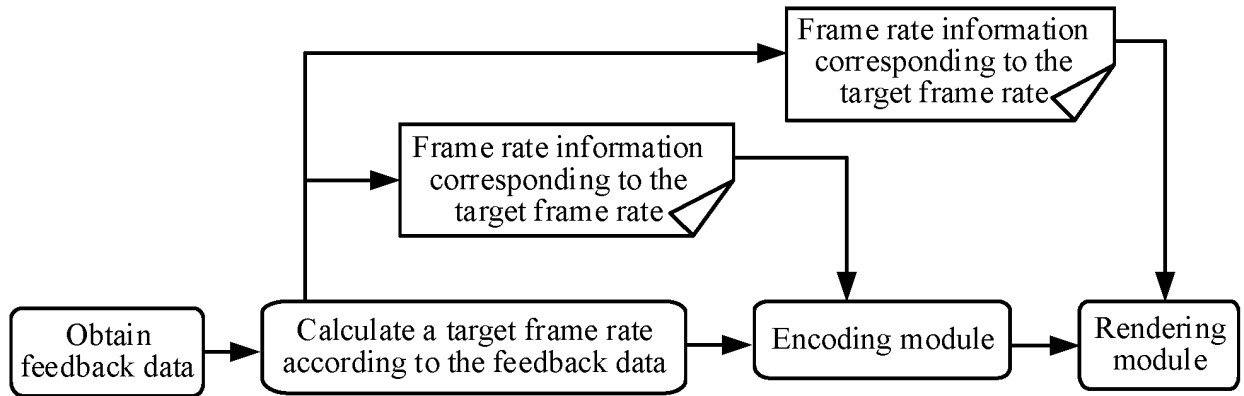 Frame rate information
corresponding to the
target frame rate
Frame rate information
corresponding to the
target frame rate
Obtain
feedback data
Calculate a target frame rate
according to the feedback data
Encoding module
Rendering
module